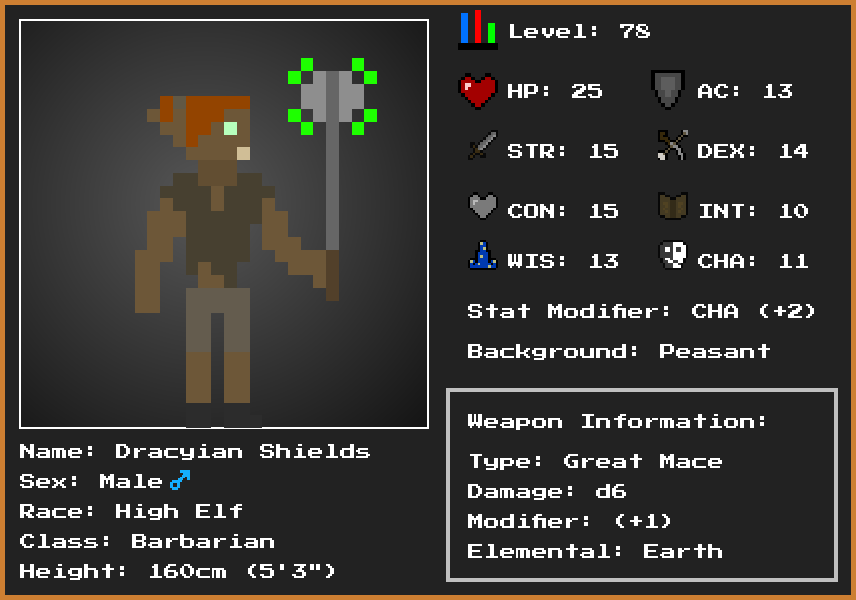 Level: 78
HP: 25
AC: 13
STR: 15
DEX: 14
CON: 15
INT: 10
WIS: 13
CHA: 11
Stat Modifier: CHA (+2)
Background: Peasant
Weapon Information:
Type: Great Mace
Damage: d6
Modifier: (+1)
Elemental: Earth
Name: Dracyian Shields
Sex: Male♂
Race: High Elf
Class: Barbarian
Height: 160cm (5'3")